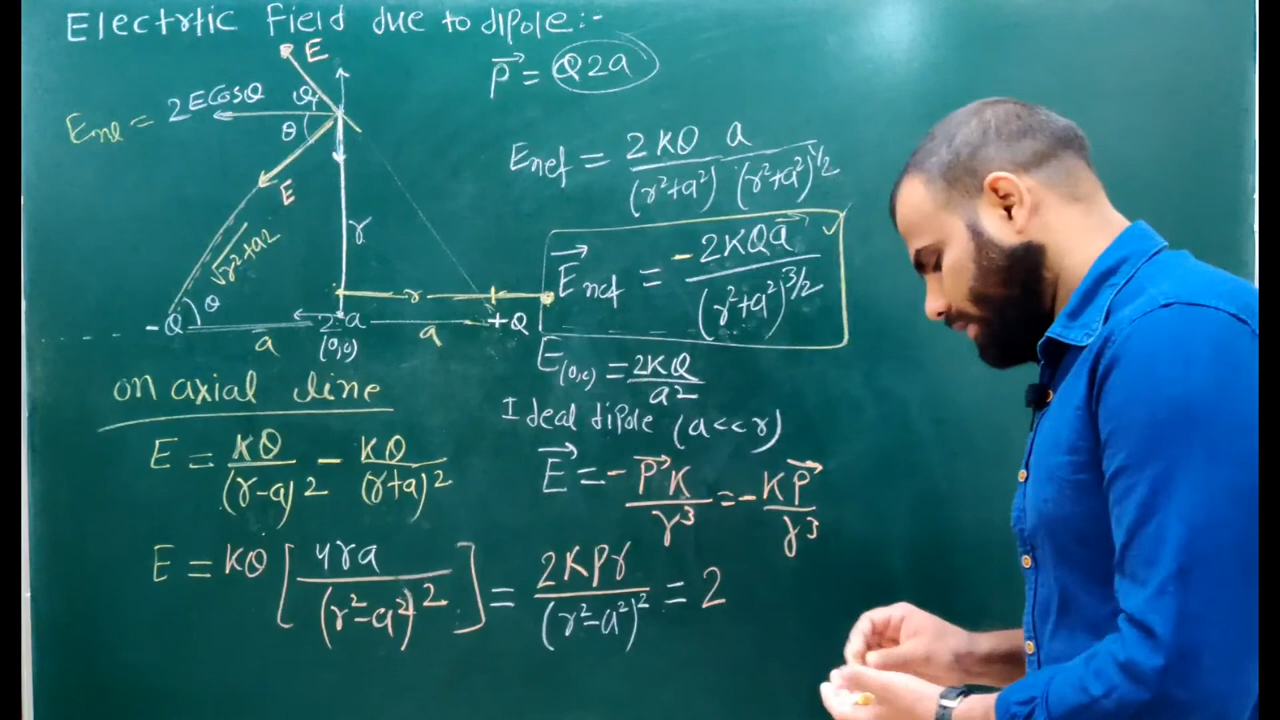 Electrtic Field due to dipole:-
P⃗ = Q2a
E
θ
2ECosθ
Ene =
θ
E
√r²+a2
r
θ
r
-Q
2a
+Q
a
(0,0)
a
Enet = 2KQ/(r²+a²) a/(r²+a²)^1/2
E⃗net = -2KQa⃗/(r²+a²)^3/2
E(0,0) = 2KQ/a2
Ideal dipole (a<<r)
E⃗ = -P⃗K/r³ = -KP⃗/r³
on axial line
E = KQ/(r-a)2 - KQ/(r+a)2
E = KQ [4ra/(r²-a²)2] = 2KPr/(r²-a²)² = 2